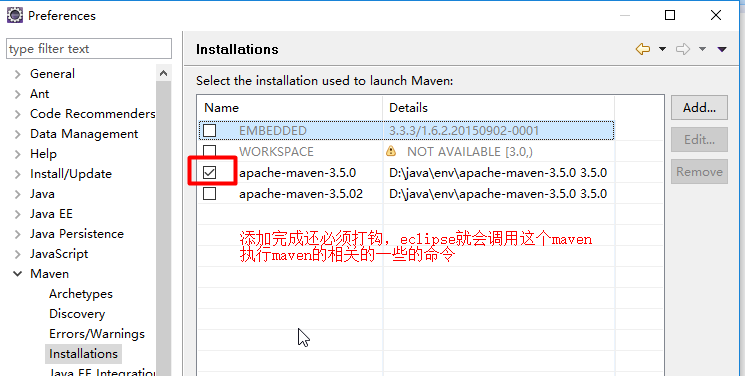 Preferences
type filter text
General
Ant
Code Recommenders
Data Management
Help
Install/Update
Java
Java EE
Java Persistence
JavaScript
Maven
Archetypes
Discovery
Errors/Warnings
Installations
Java EE Integration
Installations
Select the installation used to launch Maven:
Name Details
EMBEDDED 3.3.3/1.6.2.20150902-0001
WORKSPACE NOT AVAILABLE [3.0,)
apache-maven-3.5.0 D:\java\env\apache-maven-3.5.0 3.5.0
apache-maven-3.5.02 D:\java\env\apache-maven-3.5.0 3.5.0
添加完成还必须打钩，eclipse就会调用这个maven
执行maven的相关的一些的命令
Add...
Edit...
Remove